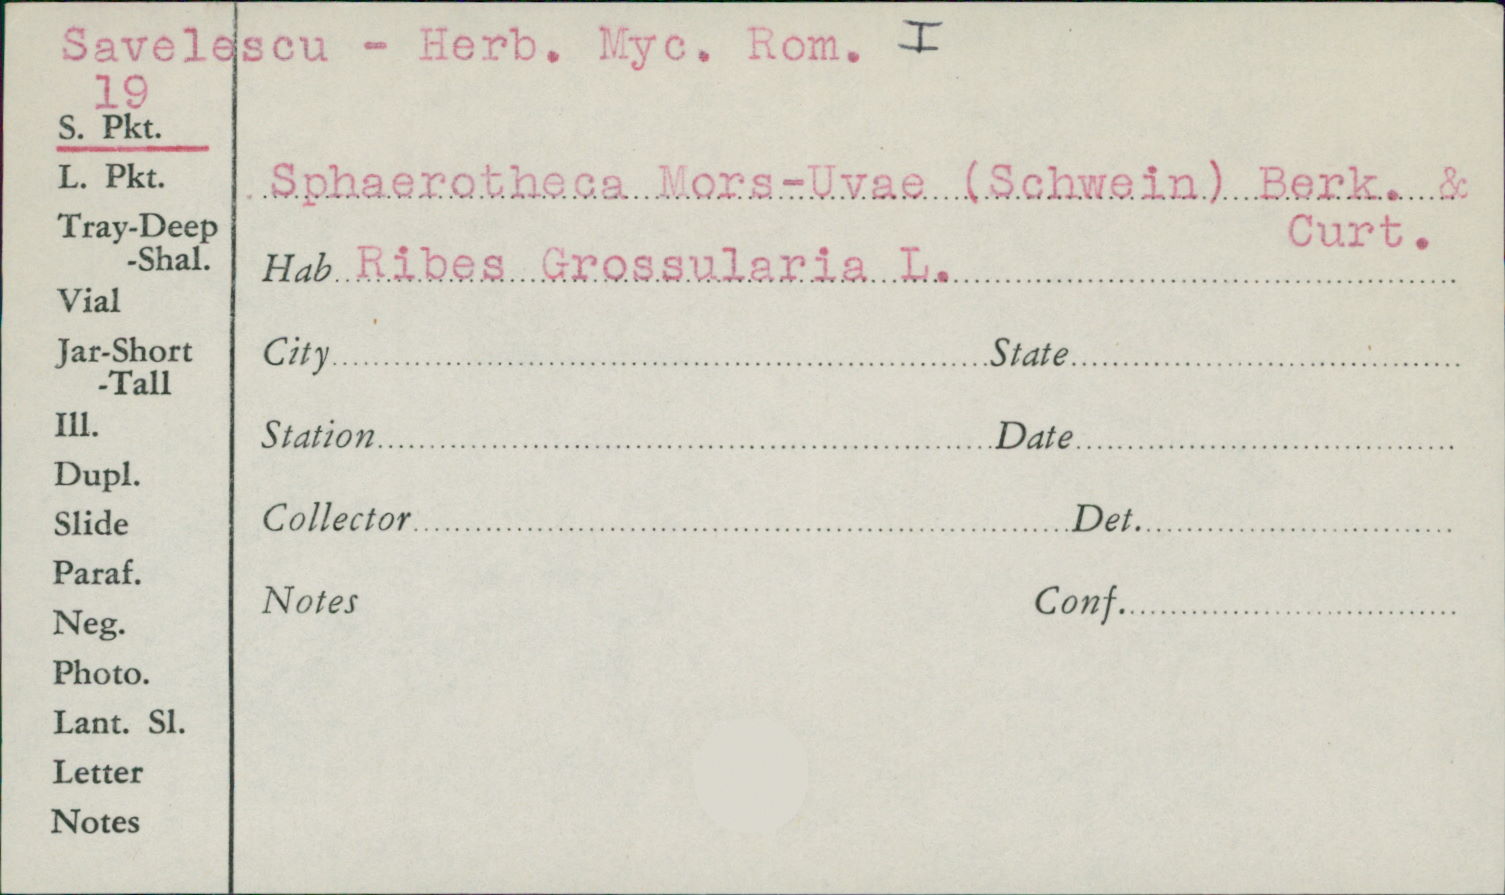 Savelescu - Herb. Myc. Rom. I
19
S. Pkt.
L. Pkt.
Tray-Deep
-Shal.
Vial
Jar-Short
-Tall
Ill.
Dupl.
Slide
Paraf.
Neg.
Photo.
Lant. Sl.
Letter
Notes
Sphaerotheca Mors-Uvae (Schwein) Berk. &
Curt.
Hab Ribes Grossularia L.
City State
Station Date
Collector Det.
Notes Conf.